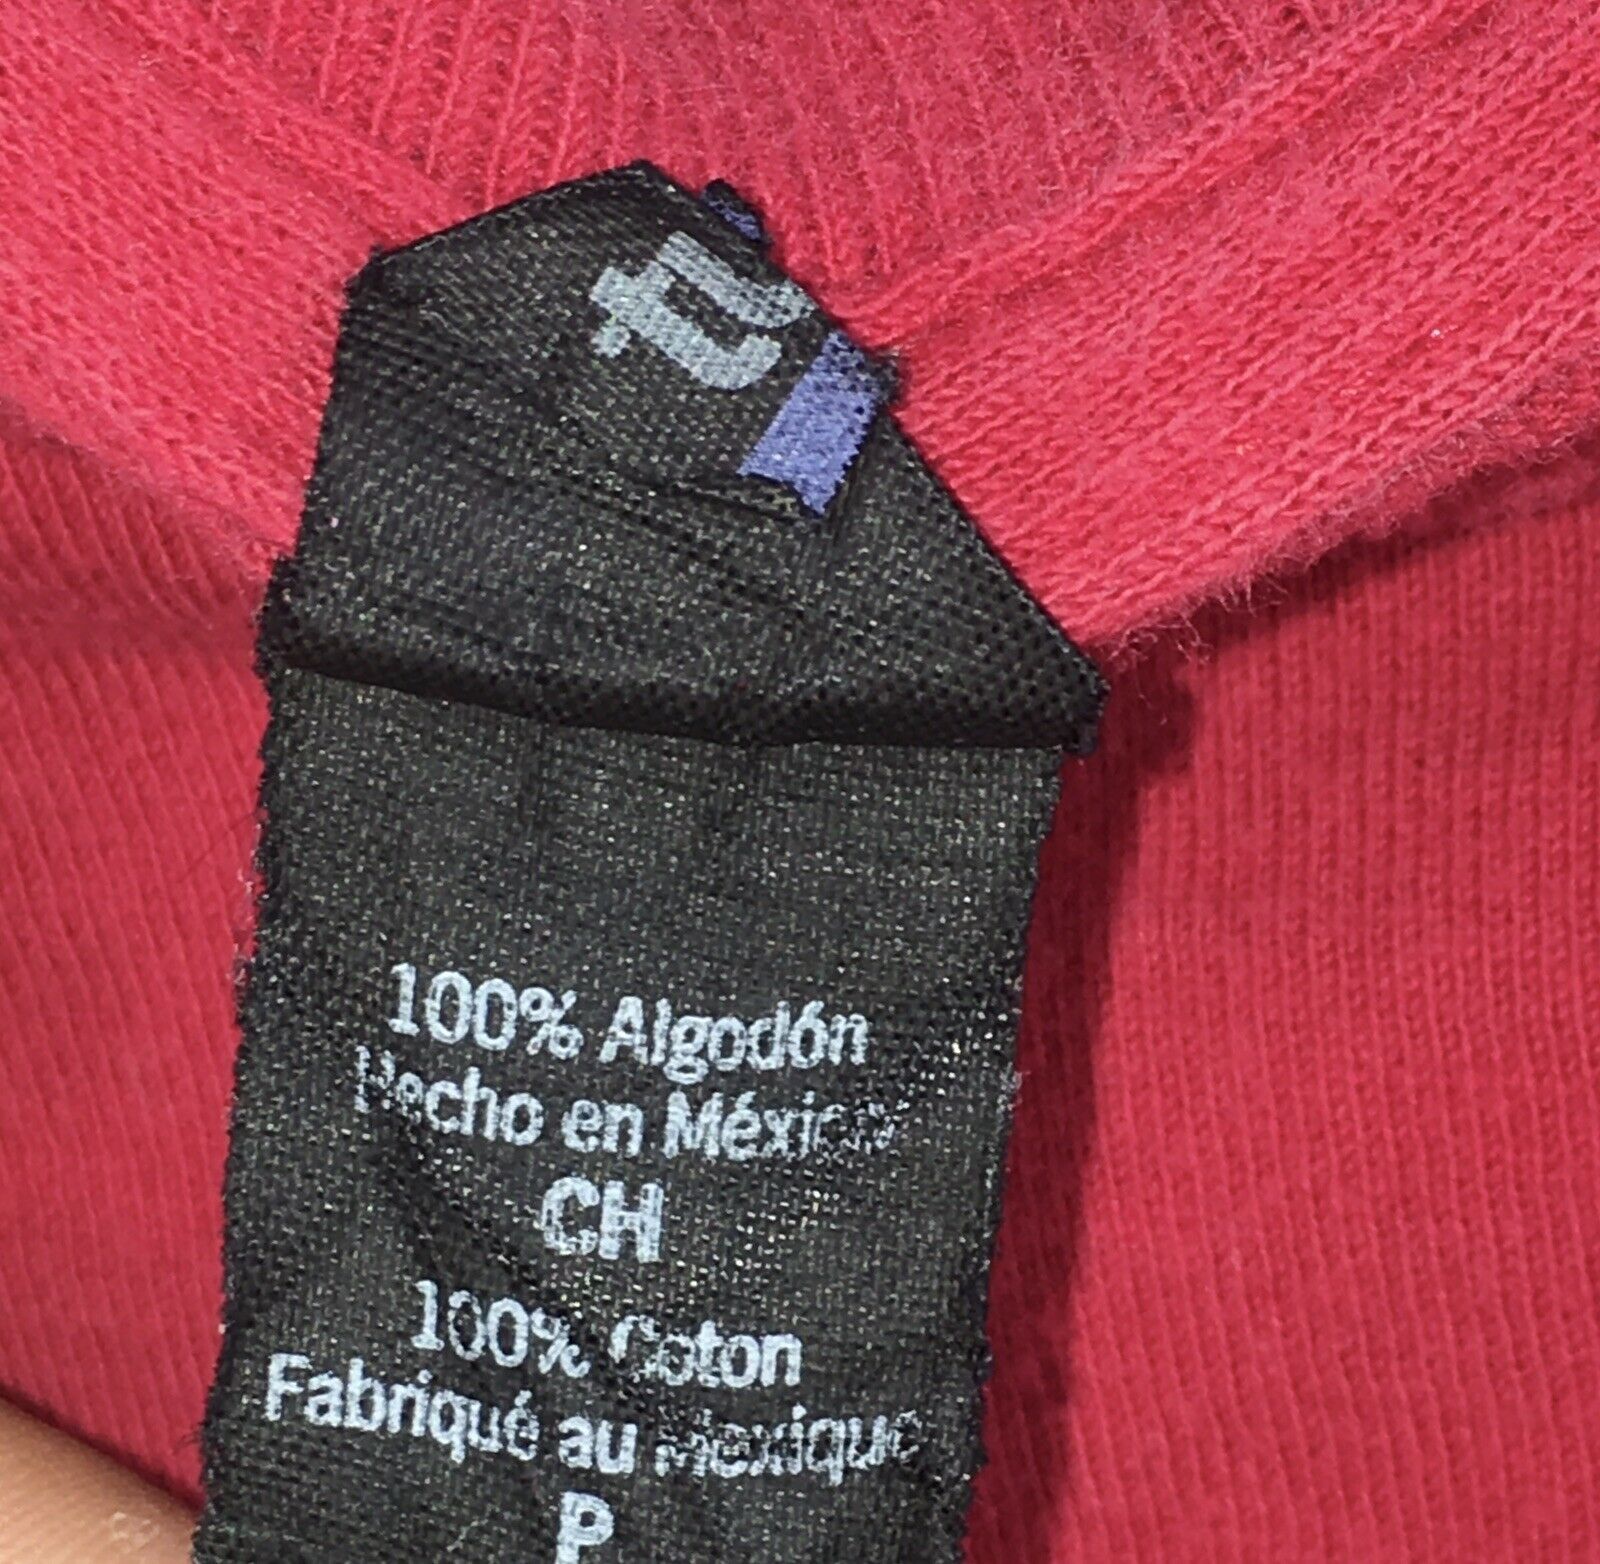 100% Algodón
Hecho en México
CH
100% Coton
Fabriqué au Mexique
P